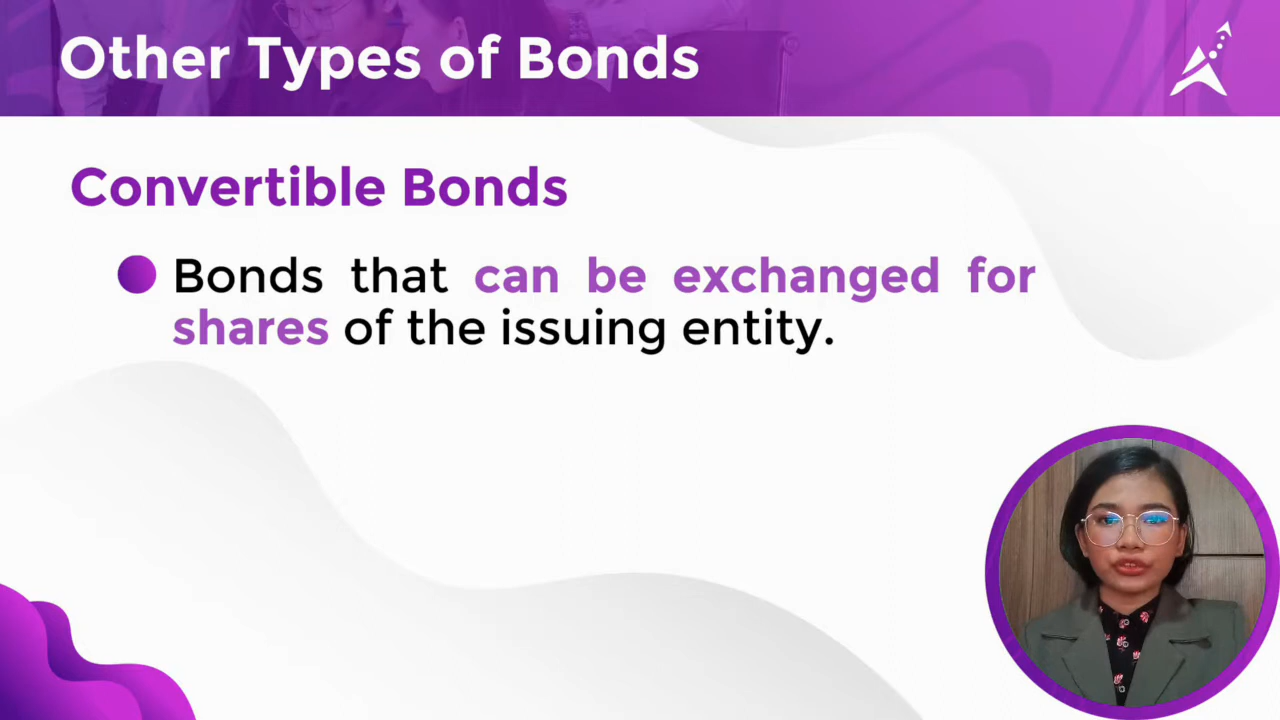 Other Types of Bonds
Convertible Bonds
Bonds that can be exchanged for
shares of the issuing entity.